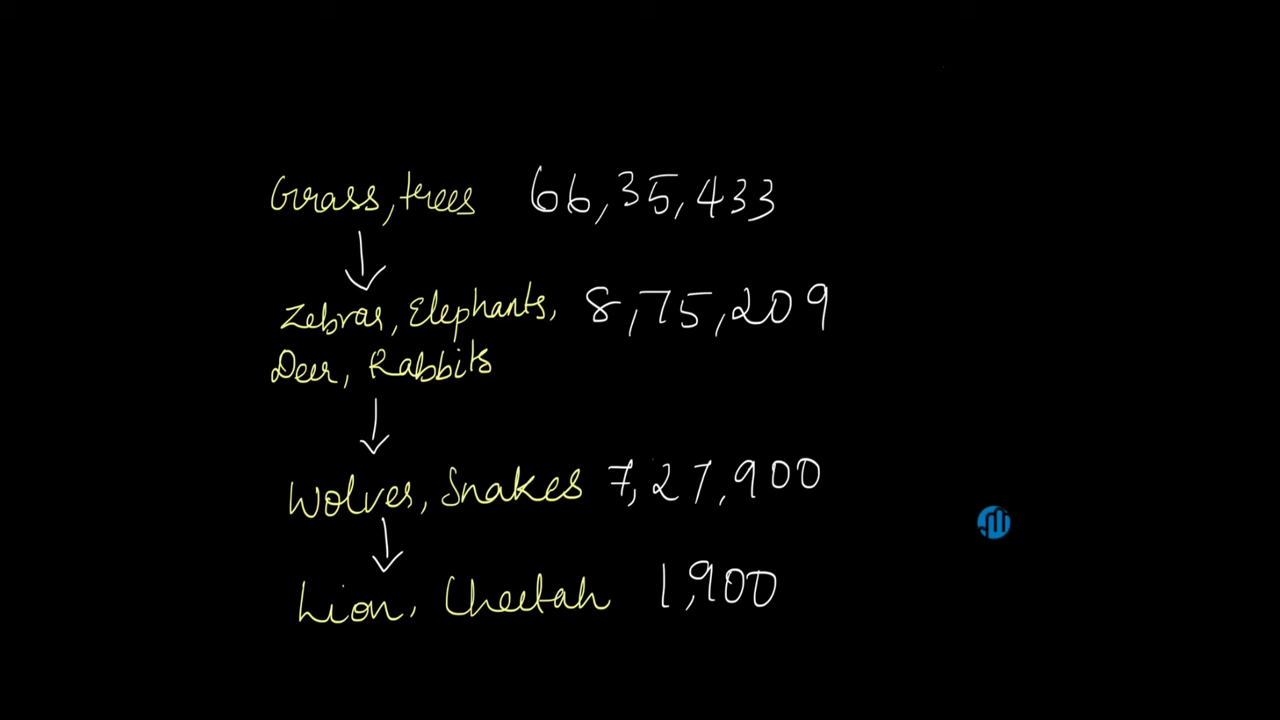 Grass, trees 66,35,433
Zebras, Elephants, 8,75,209
Deer, Rabbits
Wolves, Snakes 7,27,900
Lion, Cheetah 1,900